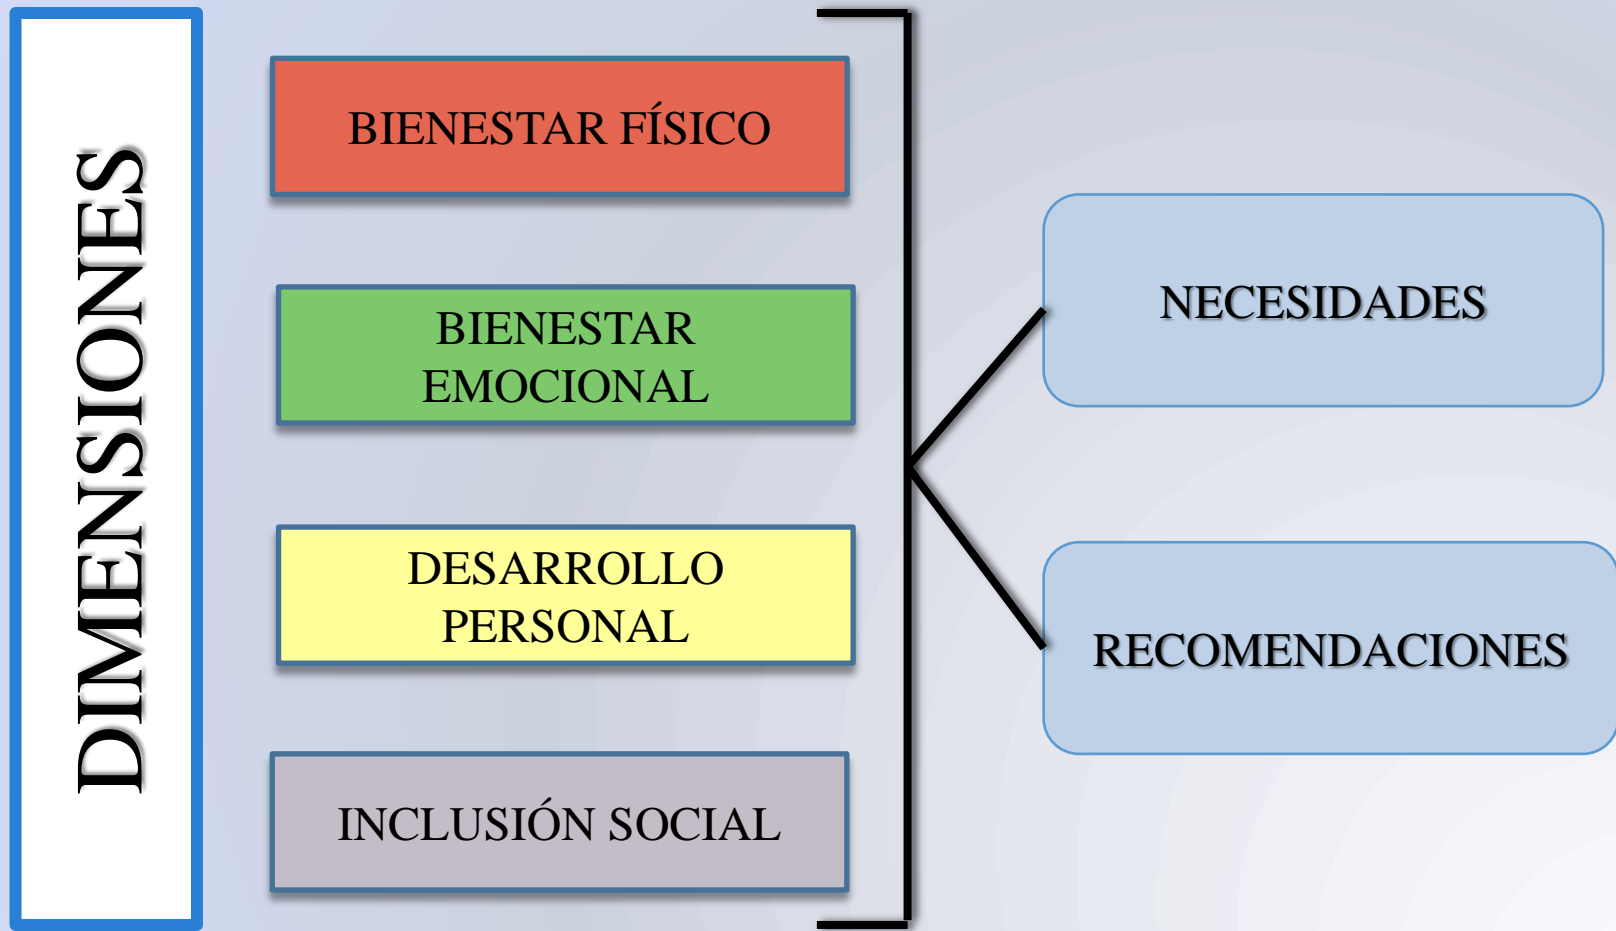 DIMENSIONES
BIENESTAR FÍSICO
BIENESTAR
EMOCIONAL
DESARROLLO
PERSONAL
INCLUSIÓN SOCIAL
NECESIDADES
RECOMENDACIONES